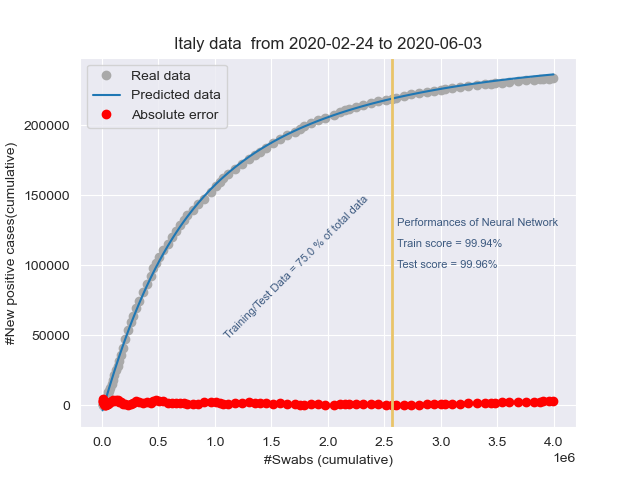 Italy data  from 2020-02-24 to 2020-06-03
Real data
Predicted data
Absolute error
#New positive cases(cumulative)
200000
150000
100000
50000
0
Training/Test Data = 75.0 % of total data
Performances of Neural Network
Train score = 99.94%
Test score = 99.96%
0.0 0.5 1.0 1.5 2.0 2.5 3.0 3.5 4.0
1e6
#Swabs (cumulative)